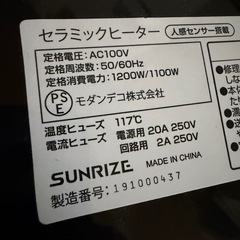 セラミックヒーター 人感センサー搭載
定格電圧:AC100V
定格周波数:50/60Hz
定格消費電力:1200W/1100W
PSE モダンデコ株式会社
温度ヒューズ 117℃
電流ヒューズ 電源用 20A 250V
回路用 2A 250V
SUNRIZE MADE IN CHINA
製造番号:191000437